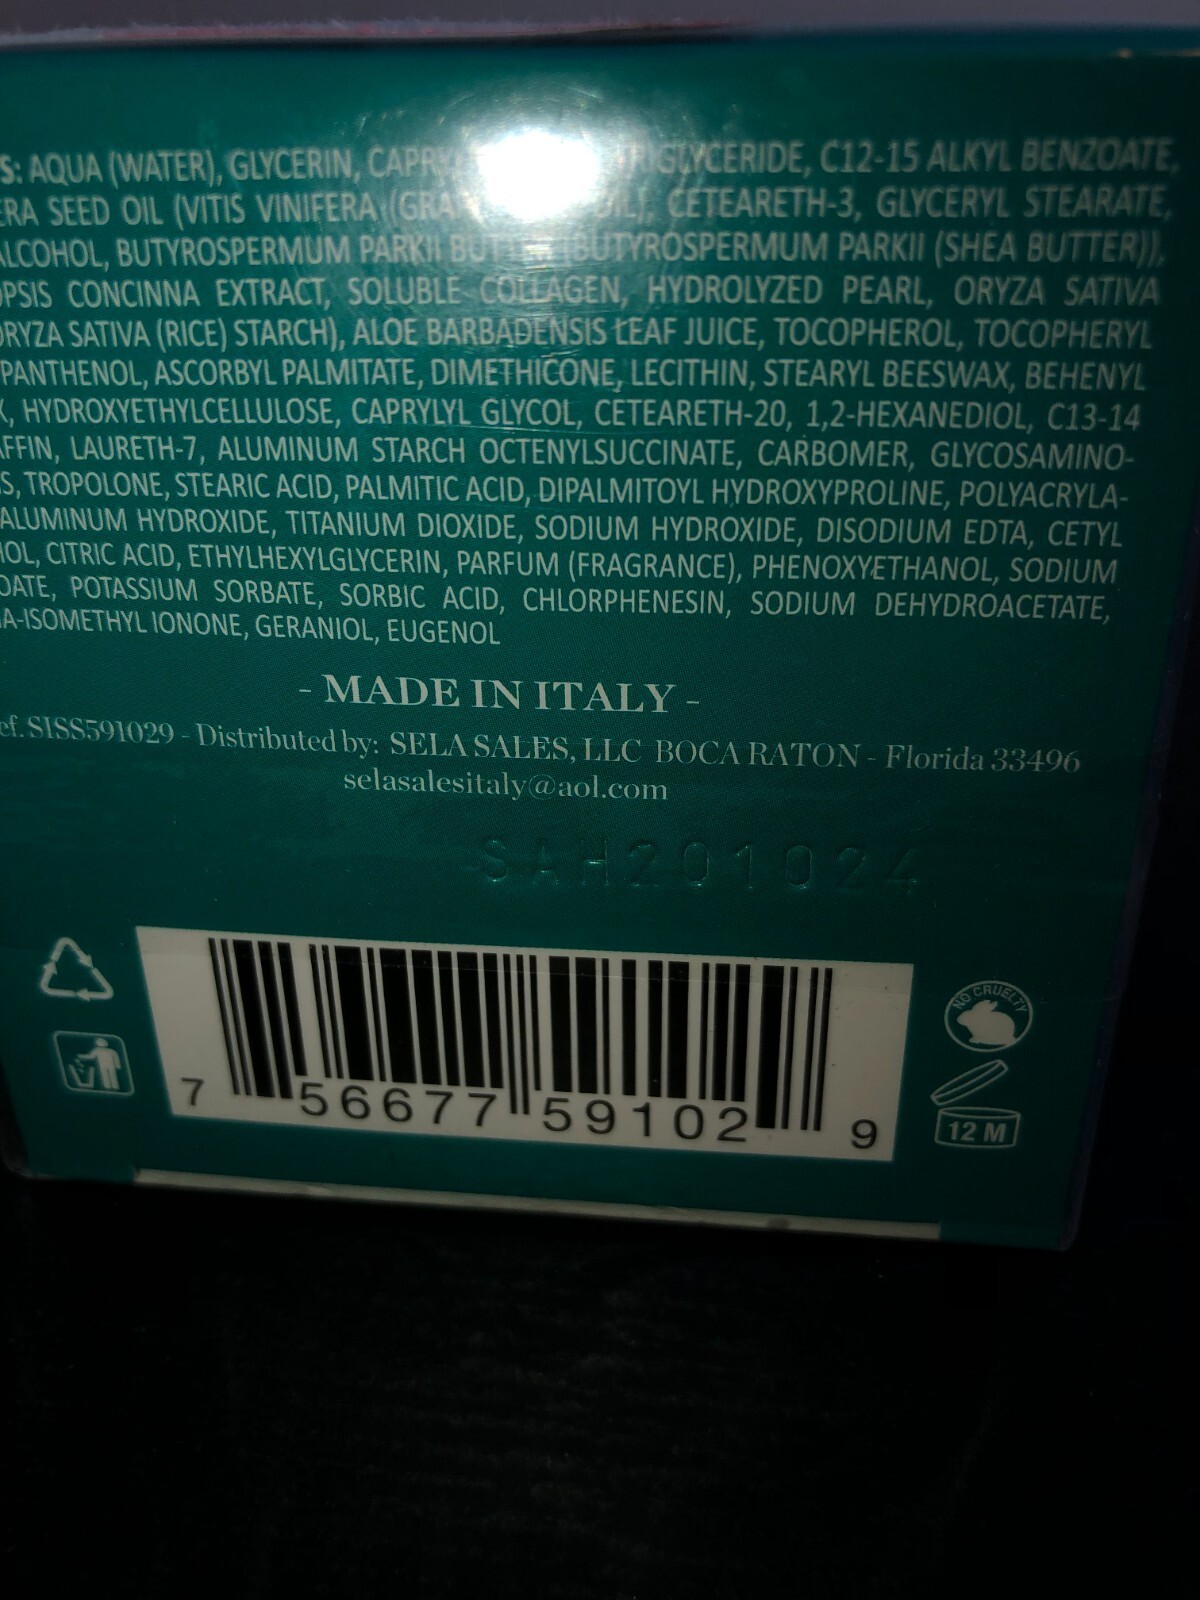 S: AQUA (WATER), GLYCERIN, C12-15 ALKYL BENZOATE,
ERA SEED OIL (VITIS VINIFERA CETEARETH-3, GLYCERYL STEARATE,
ALCOHOL, BUTYROSPERMUM PARKII (BUTYROSPERMUM PARKII (SHEA BUTTER)),
OPSIS CONCINNA EXTRACT, SOLUBLE COLLAGEN, HYDROLYZED PEARL, ORYZA SATIVA
ORYZA SATIVA (RICE) STARCH), ALOE BARBADENSIS LEAF JUICE, TOCOPHEROL, TOCOPHERYL
PANTHENOL, ASCORBYL PALMITATE, DIMETHICONE, LECITHIN, STEARYL BEESWAX, BEHENYL
HYDROXYETHYLCELLULOSE, CAPRYLYL GLYCOL, CETEARETH-20, 1,2-HEXANEDIOL, C13-14
FFIN, LAURETH-7, ALUMINUM STARCH OCTENYLSUCCINATE, CARBOMER, GLYCOSAMINO-
S, TROPOLONE, STEARIC ACID, PALMITIC ACID, DIPALMITOYL HYDROXYPROLINE, POLYACRYLA-
ALUMINUM HYDROXIDE, TITANIUM DIOXIDE, SODIUM HYDROXIDE, DISODIUM EDTA, CETYL
HOL, CITRIC ACID, ETHYLHEXYLGLYCERIN, PARFUM (FRAGRANCE), PHENOXYETHANOL, SODIUM
OATE, POTASSIUM SORBATE, SORBIC ACID, CHLORPHENESIN, SODIUM DEHYDROACETATE,
A-ISOMETHYL IONONE, GERANIOL, EUGENOL
- MADE IN ITALY -
ef. SISS591029 - Distributed by: SELA SALES, LLC BOCA RATON - Florida 33496
selasalesitaly@aol.com
SAH201024
NO CRUELTY
12 M
7 56677 59102 9